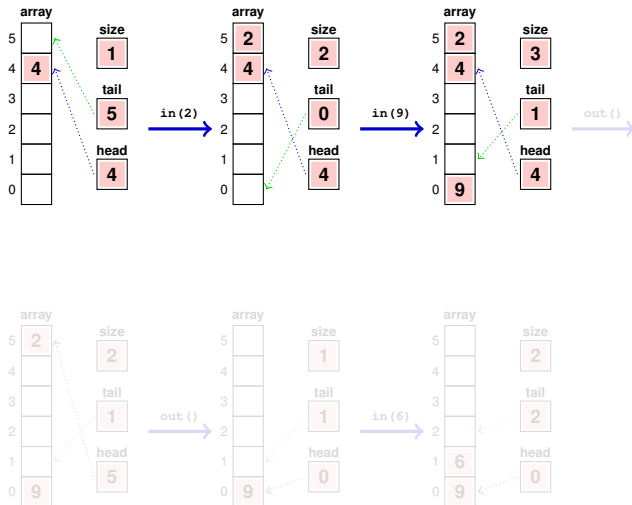 array array array
5 size 5 2 size 5 2 size
4 4 1 4 4 2 4 4 3
3 tail 3 tail 3 tail
2 5 in(2) 2 0 in(9) 2 1 out()
1 head 1 head 1 head
0 4 0 4 0 9 4
array array array
5 2 size 5 size 5 size
4 2 4 1 4 2
3 tail 3 tail 3 tail
2 1 out() 2 1 in(6) 2 2
1 head 1 head 1 6 head
0 9 5 0 9 0 0 9 0